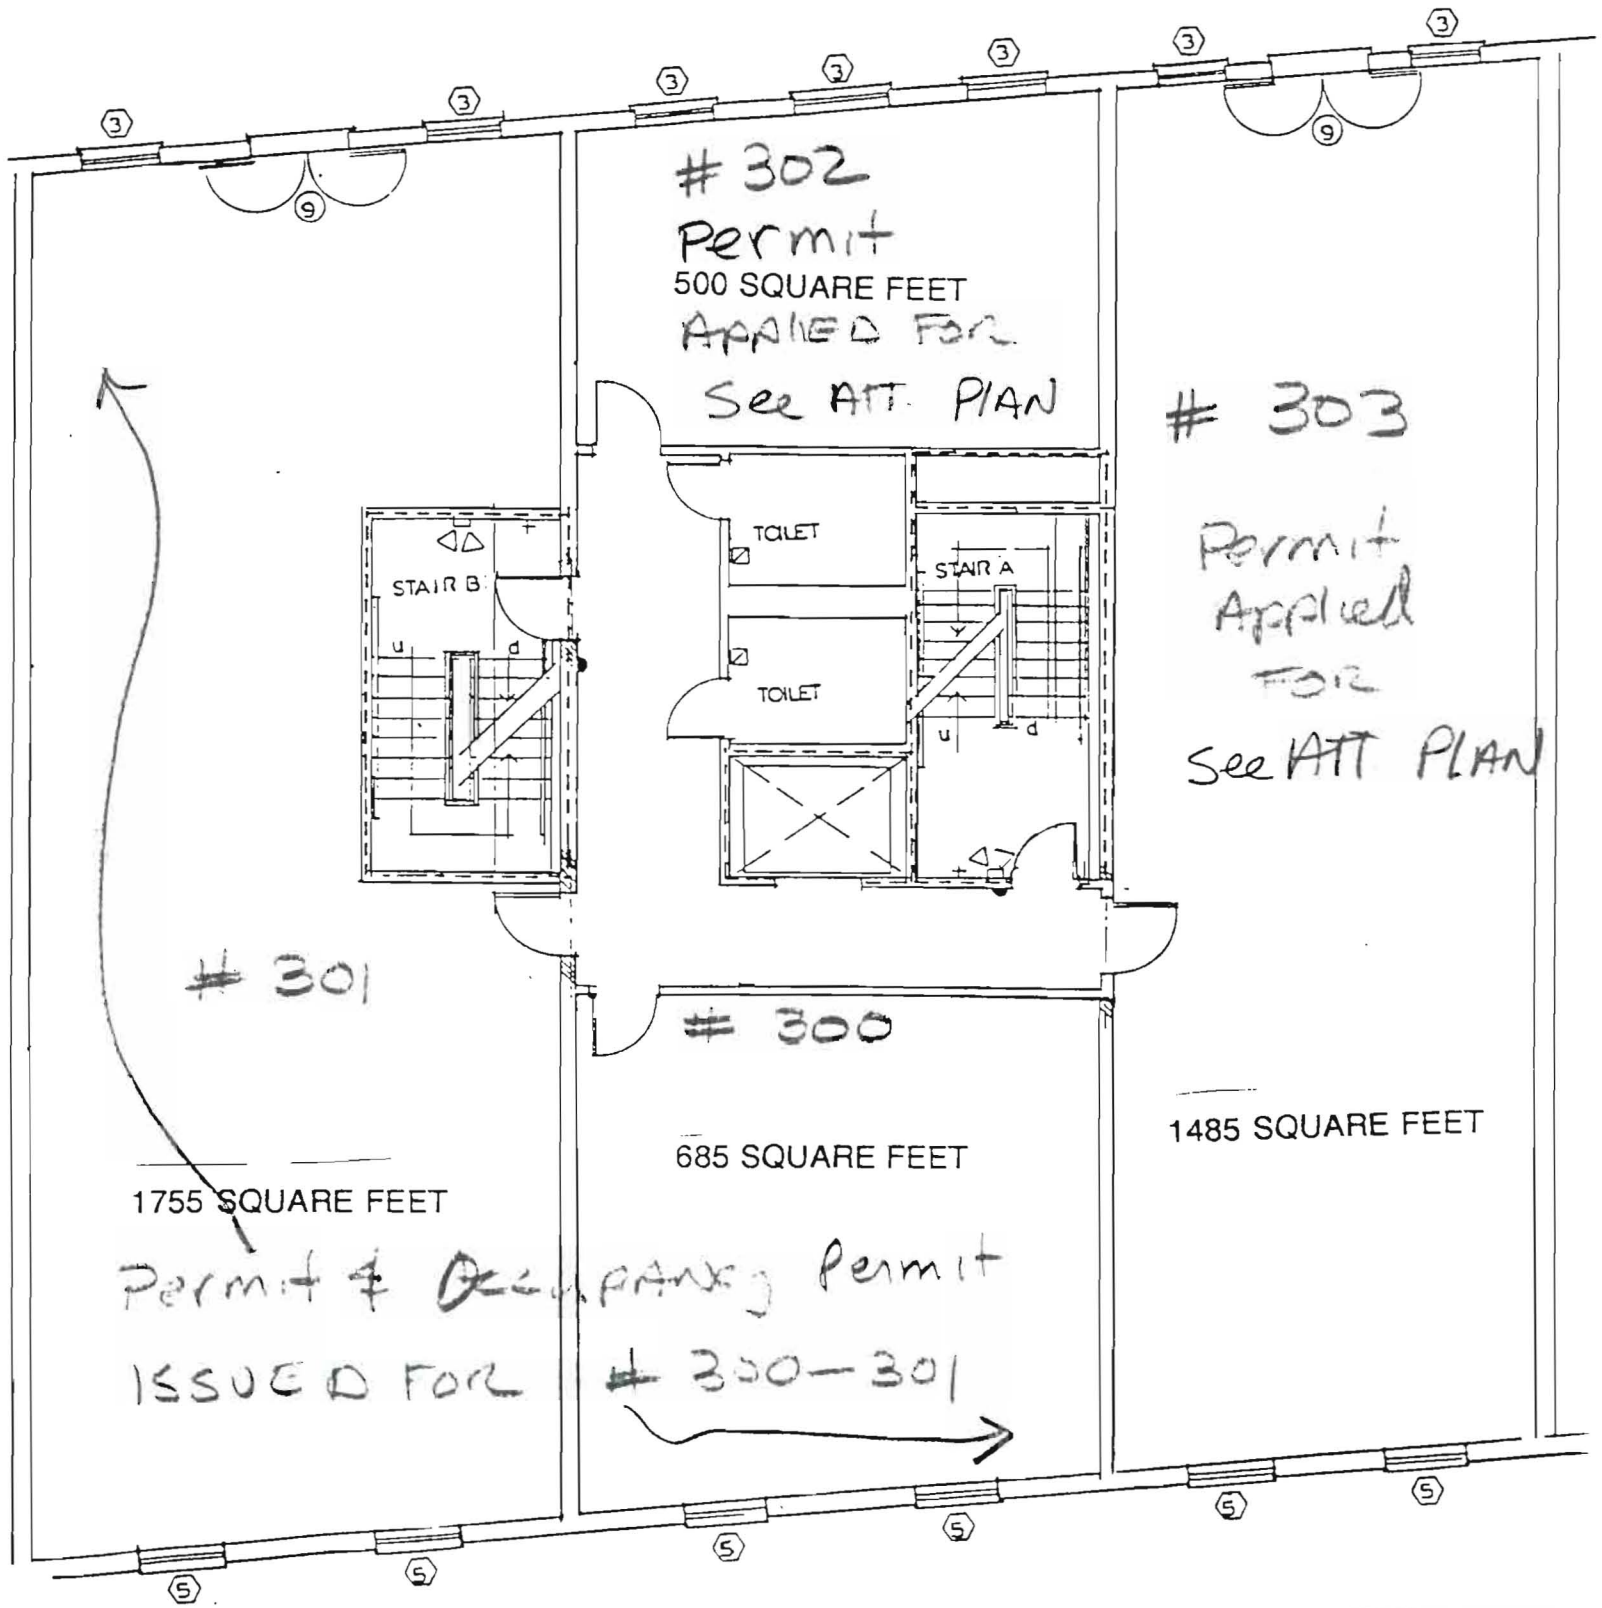 3
3
3
3
3
3
3
9
9
# 302
Permit
500 SQUARE FEET
APPLIED FOR
See ATT. PLAN
# 303
Permit
Applied
FOR
See ATT PLAN
TOILET
STAIR A
STAIR B
u
d
TOILET
u
d
# 301
# 300
1485 SQUARE FEET
685 SQUARE FEET
1755 SQUARE FEET
Permit & Occupancy Permit
ISSUED FOR # 300-301
5
5
5
5
5
5